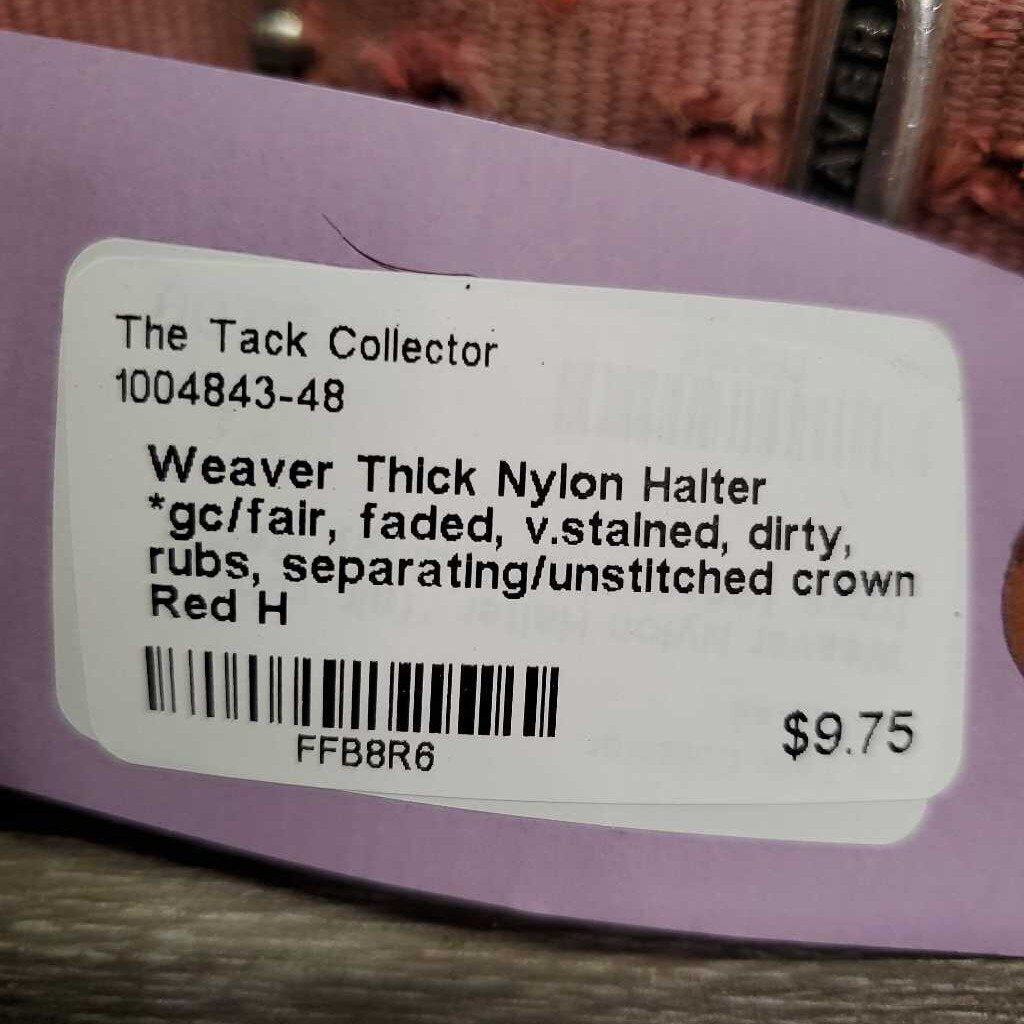 AVER
The Tack Collector
1004843-48
Weaver Thick Nylon Halter
*gc/fair, faded, v.stained, dirty,
rubs, separating/unstitched crown
Red H
FFB8R6
$9.75